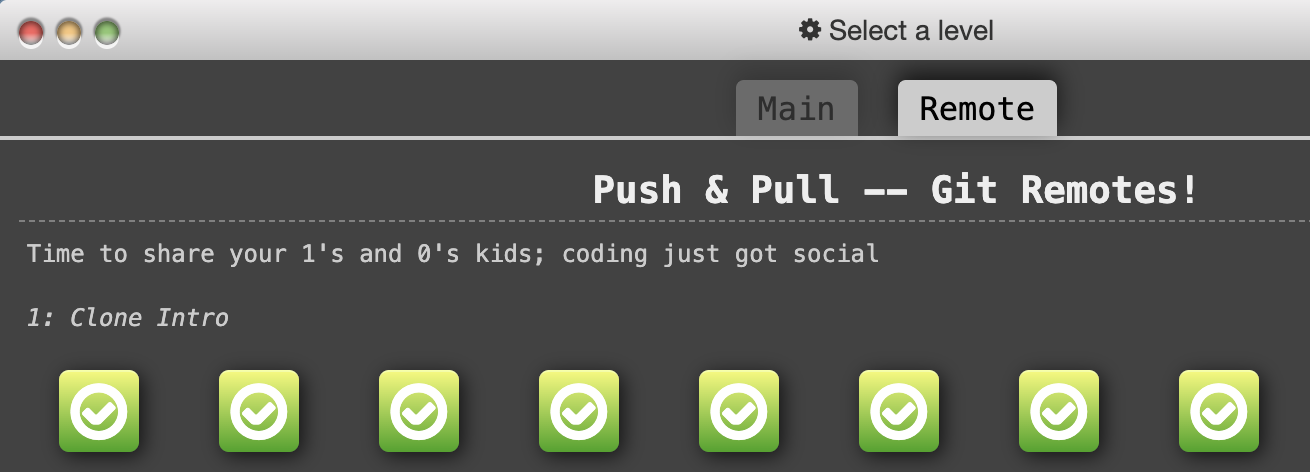 Select a level
Main
Remote
Push & Pull -- Git Remotes!
Time to share your 1's and 0's kids; coding just got social
1: Clone Intro